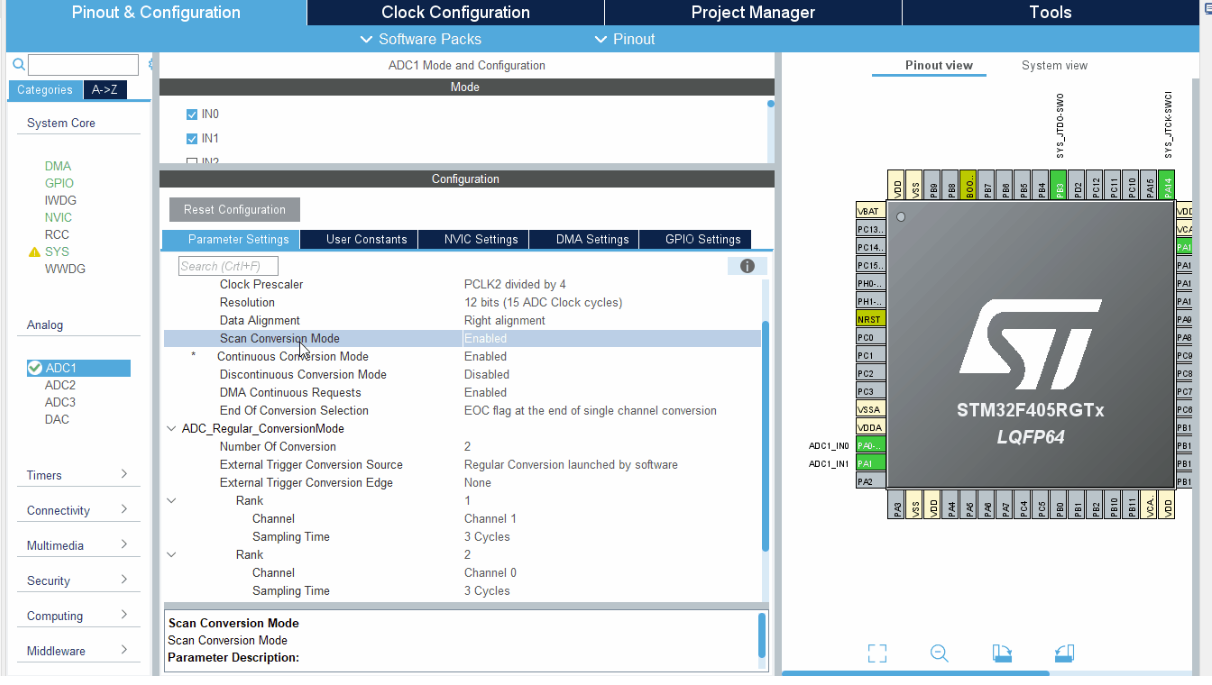 Pinout & Configuration
Clock Configuration
Project Manager
Tools
Software Packs
Pinout
Categories
A->Z
System Core
DMA
GPIO
IWDG
NVIC
RCC
SYS
WWDG
Analog
ADC1
ADC2
ADC3
DAC
Timers
Connectivity
Multimedia
Security
Computing
Middleware
ADC1 Mode and Configuration
Mode
IN0
IN1
IN2
Configuration
Reset Configuration
Parameter Settings
User Constants
NVIC Settings
DMA Settings
GPIO Settings
Search (Crtl+F)
Clock Prescaler PCLK2 divided by 4
Resolution 12 bits (15 ADC Clock cycles)
Data Alignment Right alignment
Scan Conversion Mode Enabled
* Continuous Conversion Mode Enabled
Discontinuous Conversion Mode Disabled
DMA Continuous Requests Enabled
End Of Conversion Selection EOC flag at the end of single channel conversion
ADC_Regular_ConversionMode
Number Of Conversion 2
External Trigger Conversion Source Regular Conversion launched by software
External Trigger Conversion Edge None
Rank 1
Channel Channel 1
Sampling Time 3 Cycles
Rank 2
Channel Channel 0
Sampling Time 3 Cycles
Scan Conversion Mode
Scan Conversion Mode
Parameter Description:
Pinout view
System view
SYS_JTDO-SWO
SYS_JTCK-SWCL
VDD
VSS
PB9
PB8
BOO..
PB7
PB6
PB5
PB4
PB3
PD2
PC12
PC11
PC10
PA15
PA14
VBAT
PC13..
PC14..
PC15..
PH0-..
PH1-..
NRST
PC0
PC1
PC2
PC3
VSSA
VDDA
ADC1_IN0 PA0-..
ADC1_IN1 PA1
PA2
STM32F405RGTx
LQFP64
VDD
VCA
PA1
PA1
PA1
PA1
PA9
PA8
PC9
PC8
PC7
PC6
PB1
PB1
PB1
PB1
PA3
VSS
VDD
PA4
PA5
PA6
PA7
PC4
PC5
PB0
PB1
PB2
PB10
PB11
VCA..
VDD